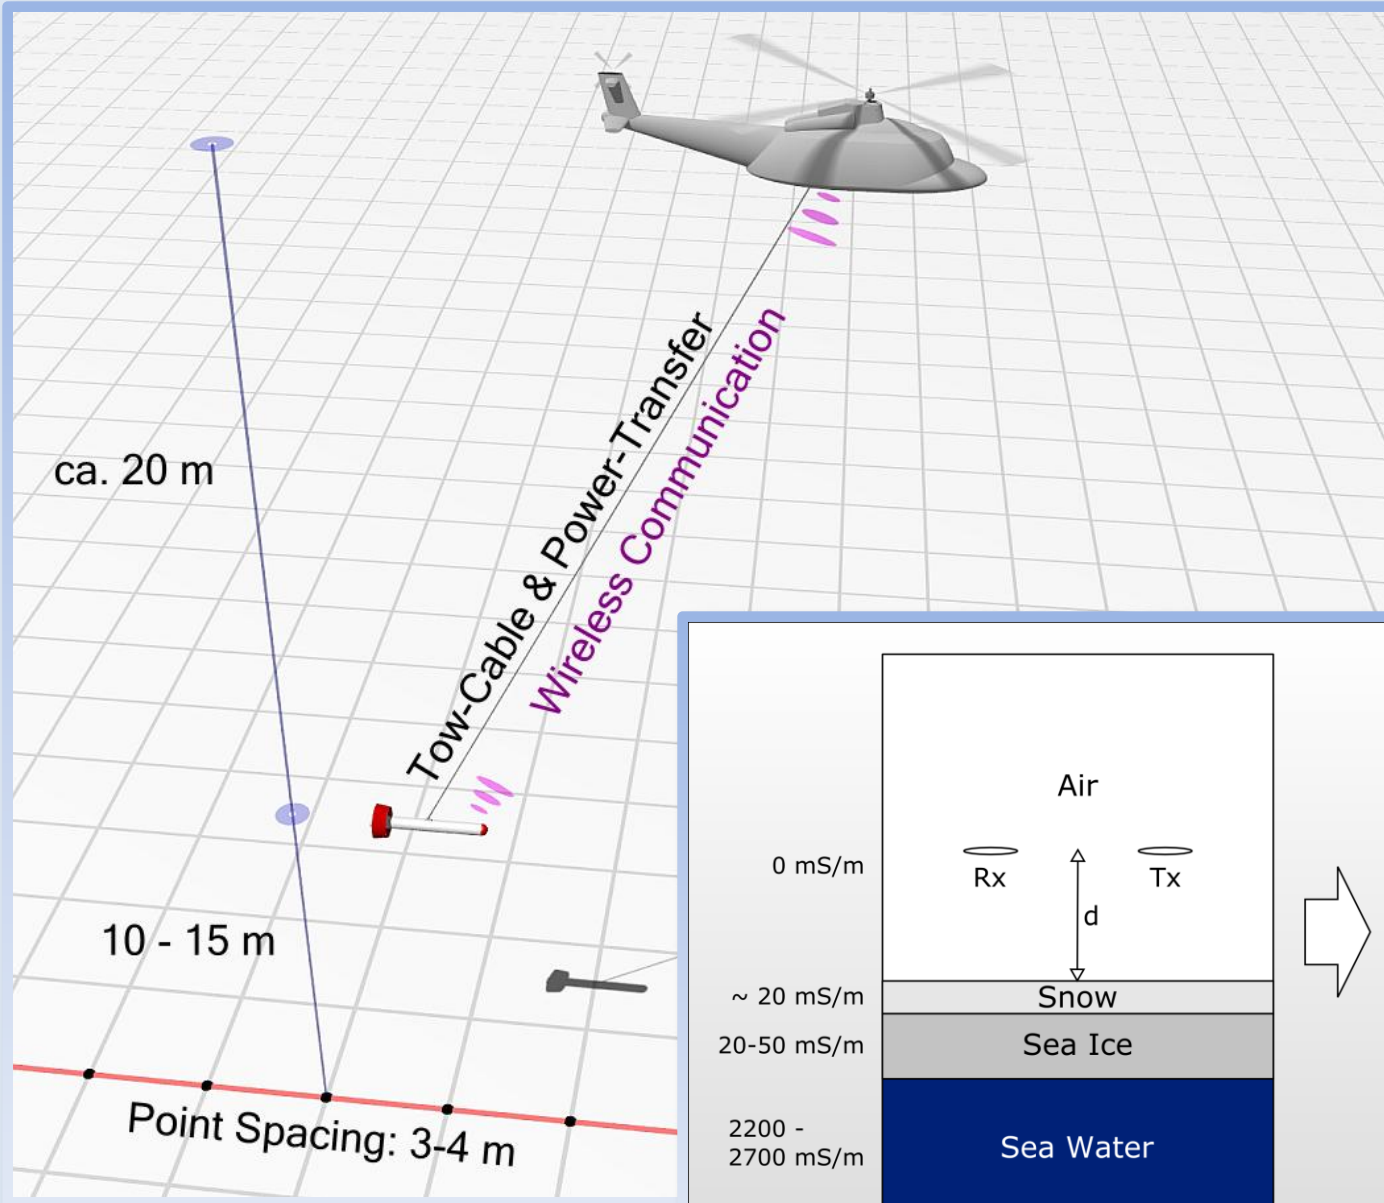 ca. 20 m
Tow-Cable & Power-Transfer
Wireless Communication
10 - 15 m
Point Spacing: 3-4 m
Air
0 mS/m
Rx
Tx
d
~ 20 mS/m
Snow
20-50 mS/m
Sea Ice
2200 -
2700 mS/m
Sea Water